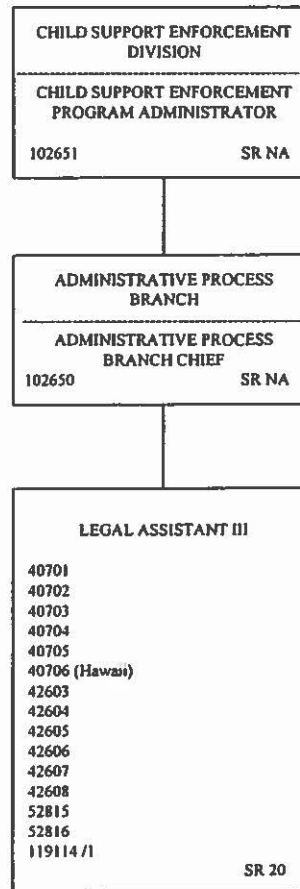 CHILD SUPPORT ENFORCEMENT
DIVISION
CHILD SUPPORT ENFORCEMENT
PROGRAM ADMINISTRATOR
102651 SR NA
ADMINISTRATIVE PROCESS
BRANCH
ADMINISTRATIVE PROCESS
BRANCH CHIEF
102650 SR NA
LEGAL ASSISTANT III
40701
40702
40703
40704
40705
40706 (Hawaii)
42603
42604
42605
42606
42607
42608
52815
52816
119114 /1
SR 20